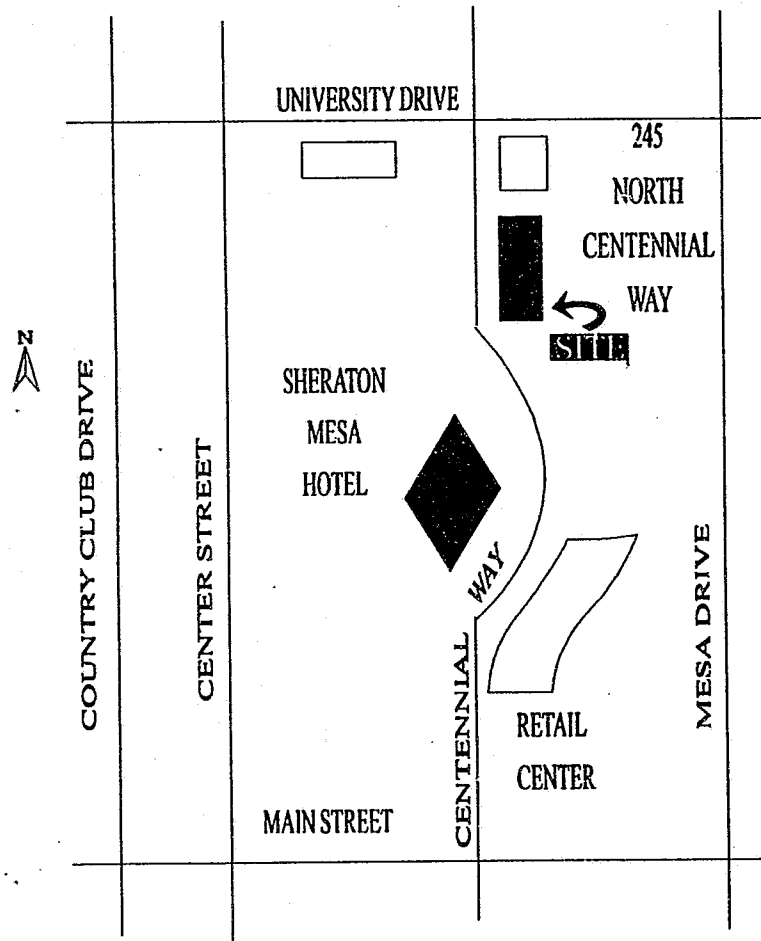 UNIVERSITY DRIVE
245
NORTH
CENTENNIAL
WAY
SITE
N
SHERATON
MESA
HOTEL
COUNTRY CLUB DRIVE
CENTER STREET
WAY
CENTENNIAL
MESA DRIVE
RETAIL
CENTER
MAIN STREET